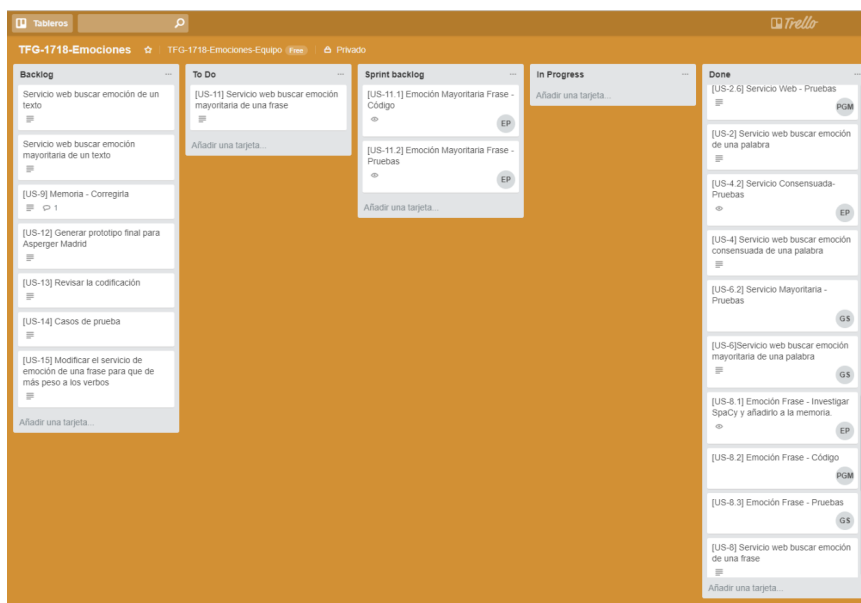 Tableros
Trello
TFG-1718-Emociones
TFG-1718-Emociones-Equipo Free
Privado
Backlog
Servicio web buscar emoción de un
texto
Servicio web buscar emoción
mayoritaria de un texto
[US-9] Memoria - Corregirla
1
[US-12] Generar prototipo final para
Asperger Madrid
[US-13] Revisar la codificación
[US-14] Casos de prueba
[US-15] Modificar el servicio de
emoción de una frase para que de
más peso a los verbos
Añadir una tarjeta...
To Do
[US-11] Servicio web buscar emoción
mayoritaria de una frase
Añadir una tarjeta...
Sprint backlog
[US-11.1] Emoción Mayoritaria Frase -
Código
EP
[US-11.2] Emoción Mayoritaria Frase -
Pruebas
EP
Añadir una tarjeta...
In Progress
Añadir una tarjeta...
Done
[US-2.6] Servicio Web - Pruebas
PGM
[US-2] Servicio web buscar emoción
de una palabra
[US-4.2] Servicio Consensuada-
Pruebas
EP
[US-4] Servicio web buscar emoción
consensuada de una palabra
[US-6.2] Servicio Mayoritaria -
Pruebas
GS
[US-6]Servicio web buscar emoción
mayoritaria de una palabra
GS
[US-8.1] Emoción Frase - Investigar
SpaCy y añadirlo a la memoria.
EP
[US-8.2] Emoción Frase - Código
PGM
[US-8.3] Emoción Frase - Pruebas
GS
[US-8] Servicio web buscar emoción
de una frase
Añadir una tarjeta...